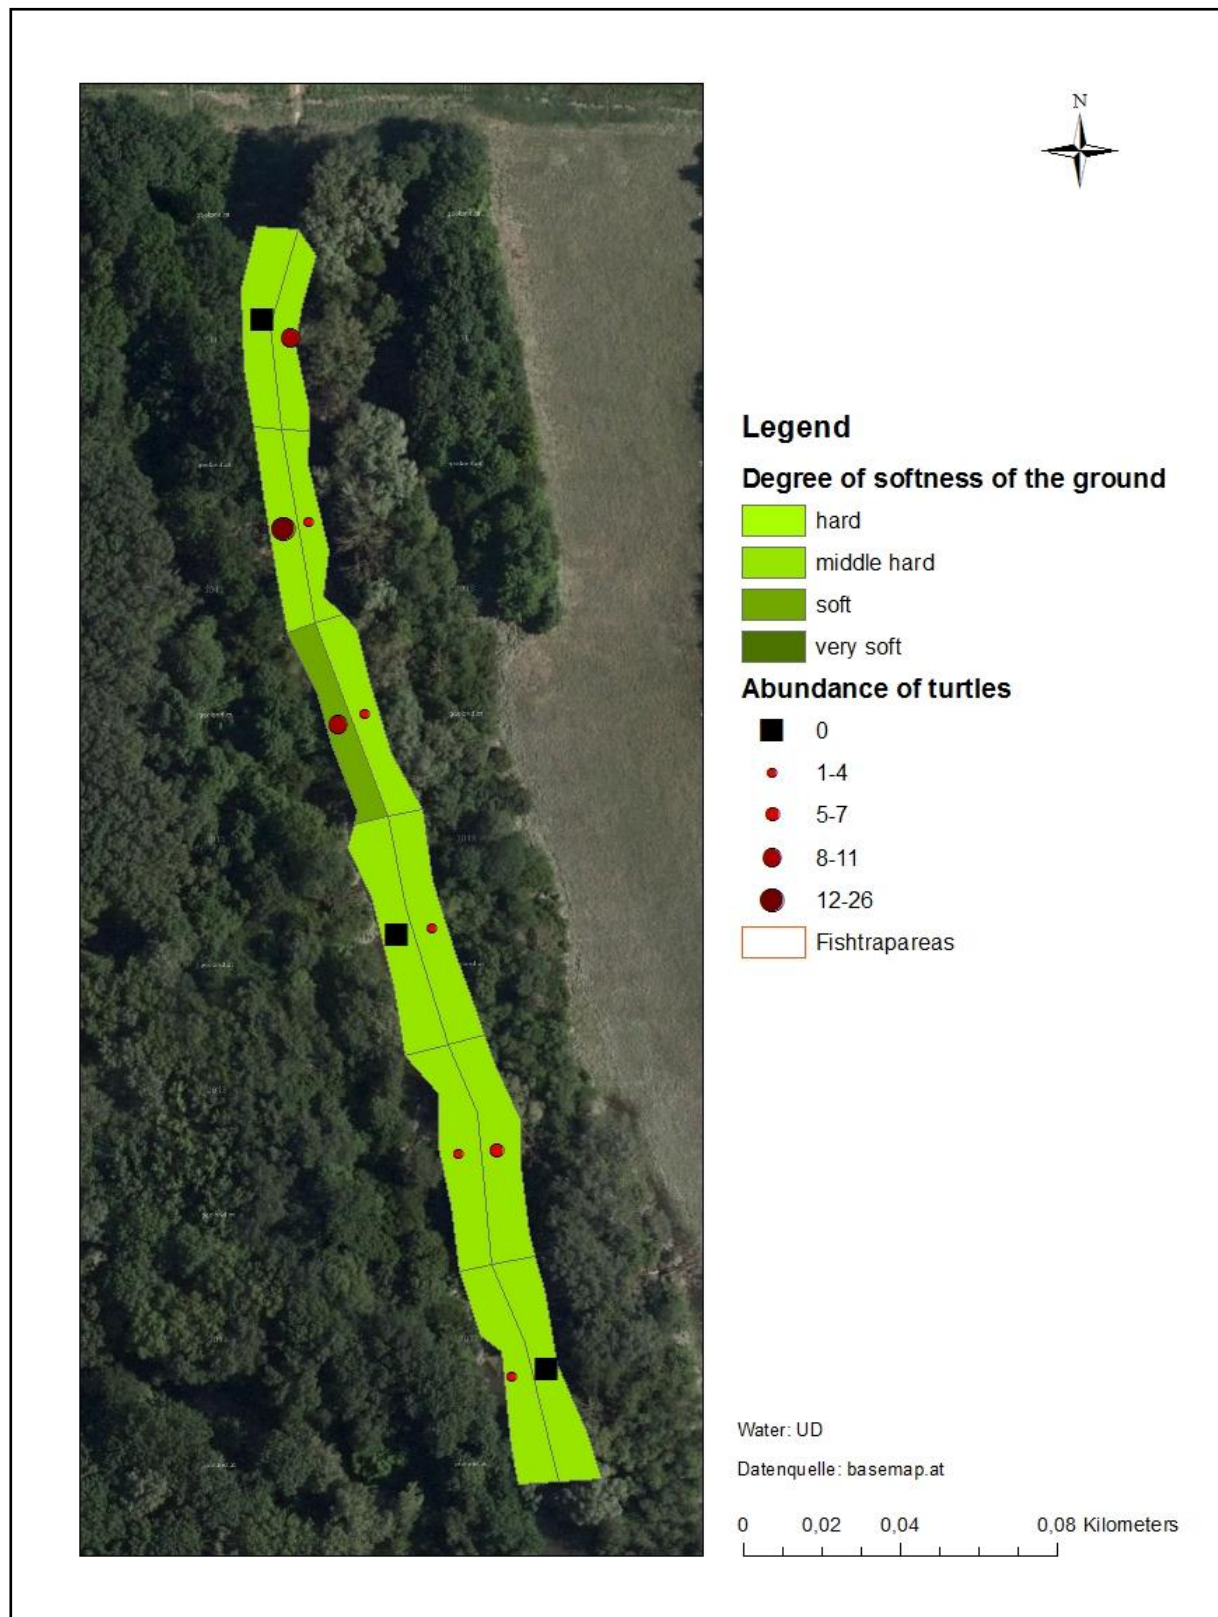 N
Legend
Degree of softness of the ground
hard
middle hard
soft
very soft
Abundance of turtles
0
1-4
5-7
8-11
12-26
Fishtrapareas
Water: UD
Datenquelle: basemap.at
0 0,02 0,04 0,08 Kilometers